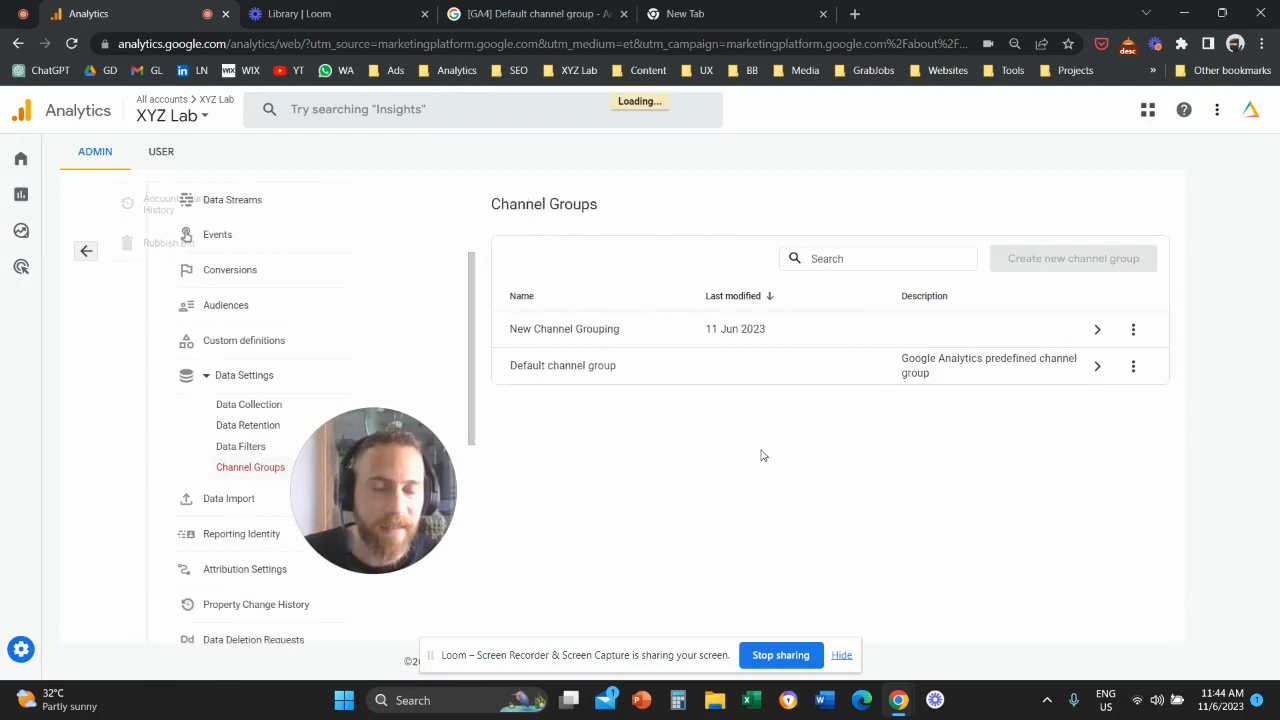 Analytics
Library | Loom
[GA4] Default channel group - An
New Tab
analytics.google.com/analytics/web/?utm_source=marketingplatform.google.com&utm_medium=et&utm_campaign=marketingplatform.google.com%2Fabout%2F...
desc
ChatGPT
GD
GL
LN
WIX
WIX
YT
WA
Ads
Analytics
SEO
XYZ Lab
Content
UX
BB
Media
GrabJobs
Websites
Tools
Projects
»
Other bookmarks
Analytics
All accounts > XYZ Lab
XYZ Lab
Try searching "Insights"
Loading...
ADMIN
USER
History
Data Streams
Events
Conversions
Audiences
Custom definitions
Data Settings
Data Collection
Data Retention
Data Filters
Channel Groups
Data Import
Reporting Identity
Attribution Settings
Property Change History
Dd Data Deletion Requests
Channel Groups
Search
Create new channel group
Name
Last modified
Description
New Channel Grouping
11 Jun 2023
Default channel group
Google Analytics predefined channel
group
Loom – Screen Recorder & Screen Capture is sharing your screen.
Stop sharing
Hide
32°C
Partly sunny
Search
1
ENG
US
11:44 AM
11/6/2023